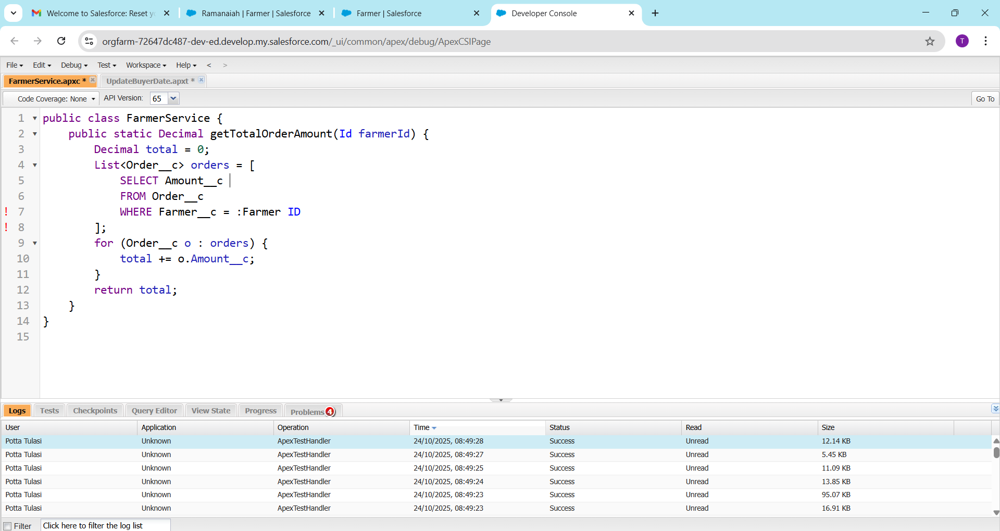 Welcome to Salesforce: Reset yo
Ramanaiah | Farmer | Salesforce
Farmer | Salesforce
Developer Console
orgfarm-72647dc487-dev-ed.develop.my.salesforce.com/_ui/common/apex/debug/ApexCSIPage
T
File Edit Debug Test Workspace Help < >
FarmerService.apxc * UpdateBuyerDate.apxt *
Code Coverage: None API Version: 65 Go To
1 public class FarmerService {
2 public static Decimal getTotalOrderAmount(Id farmerId) {
3 Decimal total = 0;
4 List<Order__c> orders = [
5 SELECT Amount__c
6 FROM Order__c
! 7 WHERE Farmer__c = :Farmer ID
! 8 ];
9 for (Order__c o : orders) {
10 total += o.Amount__c;
11 }
12 return total;
13 }
14 }
15
Logs Tests Checkpoints Query Editor View State Progress Problems 4
User Application Operation Time Status Read Size
Potta Tulasi Unknown ApexTestHandler 24/10/2025, 08:49:28 Success Unread 12.14 KB
Potta Tulasi Unknown ApexTestHandler 24/10/2025, 08:49:27 Success Unread 5.45 KB
Potta Tulasi Unknown ApexTestHandler 24/10/2025, 08:49:25 Success Unread 11.09 KB
Potta Tulasi Unknown ApexTestHandler 24/10/2025, 08:49:24 Success Unread 13.85 KB
Potta Tulasi Unknown ApexTestHandler 24/10/2025, 08:49:23 Success Unread 95.07 KB
Potta Tulasi Unknown ApexTestHandler 24/10/2025, 08:49:23 Success Unread 16.91 KB
Filter Click here to filter the log list